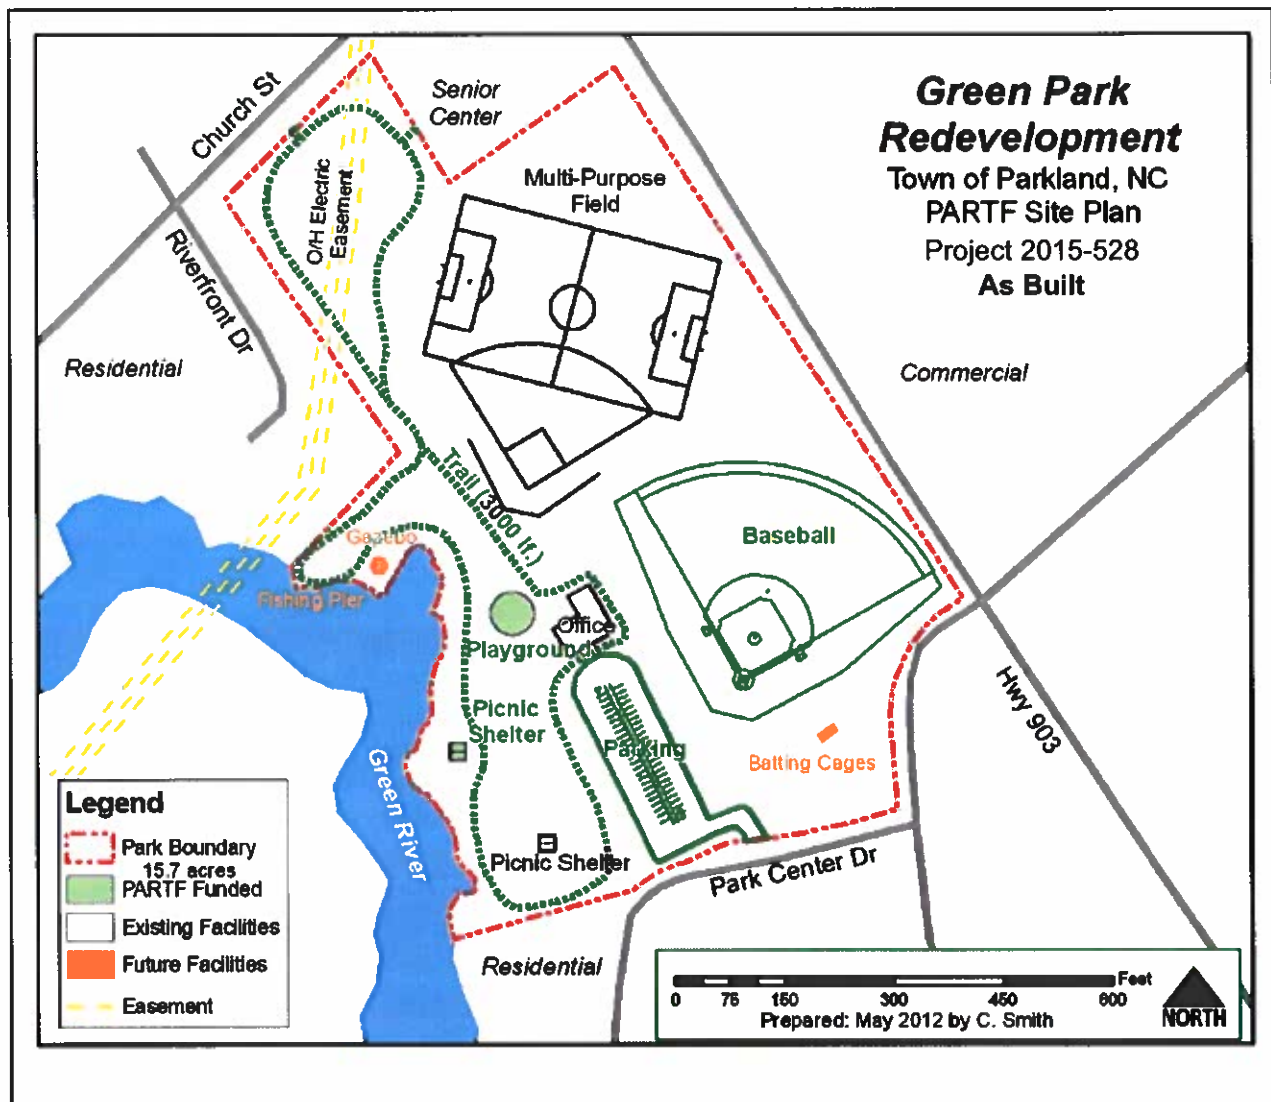 Green Park
Redevelopment
Town of Parkland, NC
PARTF Site Plan
Project 2015-528
As Built
Church St
Senior
Center
Multi-Purpose
Field
O/H Electric
Easement
Riverfront Dr
Residential
Commercial
Trail (3000 lf.)
Baseball
Gazebo
Fishing Pier
Office
Playgrounds
Picnic
Shelter
Parking
Batting Cages
Hwy 903
Green River
Picnic Shelter
Park Center Dr
Residential
Legend
Park Boundary
15.7 acres
PARTF Funded
Existing Facilities
Future Facilities
Easement
Feet
0 75 150 300 450 600
Prepared: May 2012 by C. Smith
NORTH